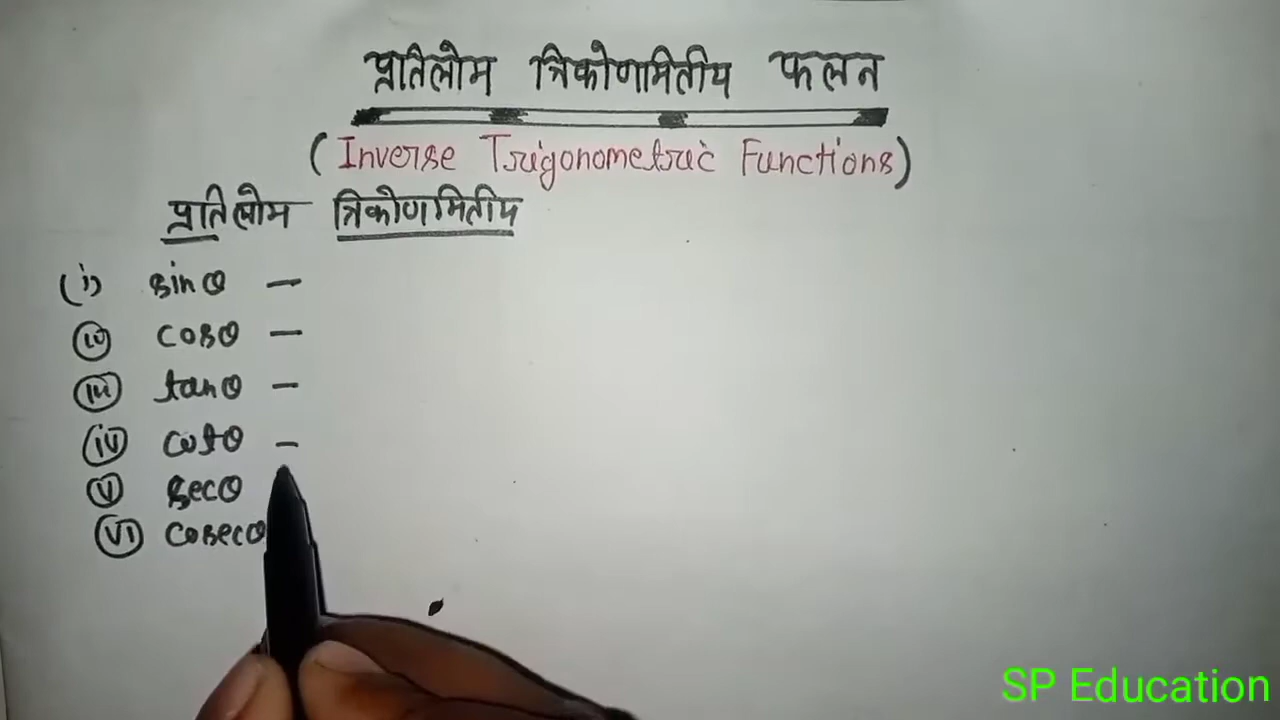 प्रतिलोम त्रिकोणमितीय फलन
(Inverse Trigonometric Functions)
प्रतिलोम त्रिकोणमितीय
(i) sinθ —
(ii) cosθ —
(iii) tanθ —
(iv) cotθ —
(v) secθ
(vi) cosecθ
SP Education